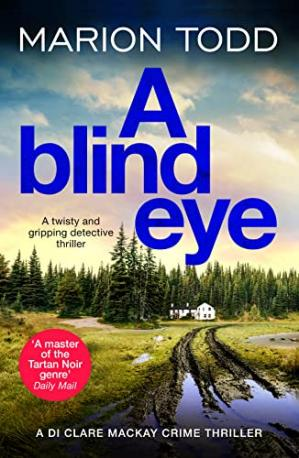 MARION TODD
A
blind
eye
A twisty and
gripping detective
thriller
'A master
of the
Tartan Noir
genre'
Daily Mail
A DI CLARE MACKAY CRIME THRILLER